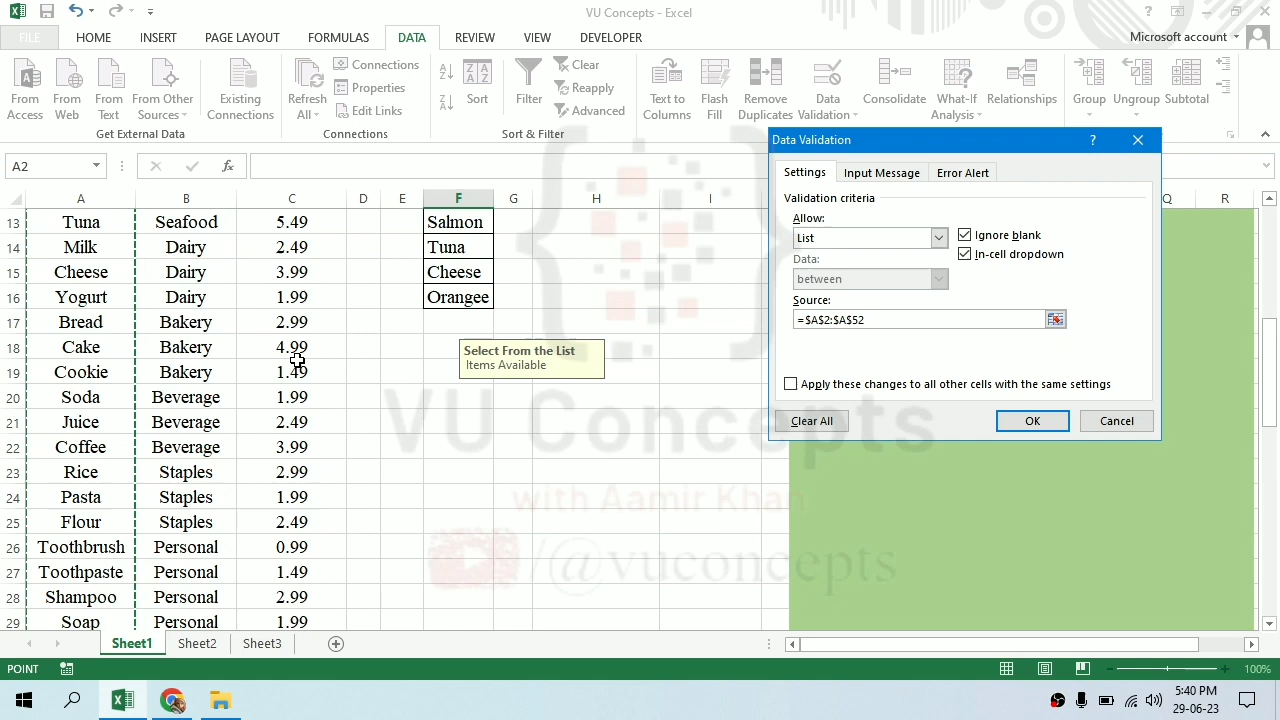 VU Concepts - Excel
FILE HOME INSERT PAGE LAYOUT FORMULAS DATA REVIEW VIEW DEVELOPER Microsoft account
From Access
From Web
From Text
From Other Sources
Existing Connections
Get External Data
Refresh All
Connections
Properties
Edit Links
Connections
Sort
Filter
Clear
Reapply
Advanced
Sort & Filter
Text to Columns
Flash Fill
Remove Duplicates
Data Validation
Consolidate
What-If Analysis
Relationships
Group
Ungroup
Subtotal
A2
fx
A B C D E F G H I Q R
13 Tuna Seafood 5.49 Salmon
14 Milk Dairy 2.49 Tuna
15 Cheese Dairy 3.99 Cheese
16 Yogurt Dairy 1.99 Orangee
17 Bread Bakery 2.99
18 Cake Bakery 4.99
19 Cookie Bakery 1.49
20 Soda Beverage 1.99
21 Juice Beverage 2.49
22 Coffee Beverage 3.99
23 Rice Staples 2.99
24 Pasta Staples 1.99
25 Flour Staples 2.49
26 Toothbrush Personal 0.99
27 Toothpaste Personal 1.49
28 Shampoo Personal 2.99
29 Soap Personal 1.99
Select From the List
Items Available
Data Validation
Settings Input Message Error Alert
Validation criteria
Allow:
List
Ignore blank
In-cell dropdown
Data:
between
Source:
=$A$2:$A$52
Apply these changes to all other cells with the same settings
Clear All OK Cancel
VU Concepts
with Aamir Khan
/@vuconcepts
Sheet1 Sheet2 Sheet3
POINT
100%
5:40 PM
29-06-23